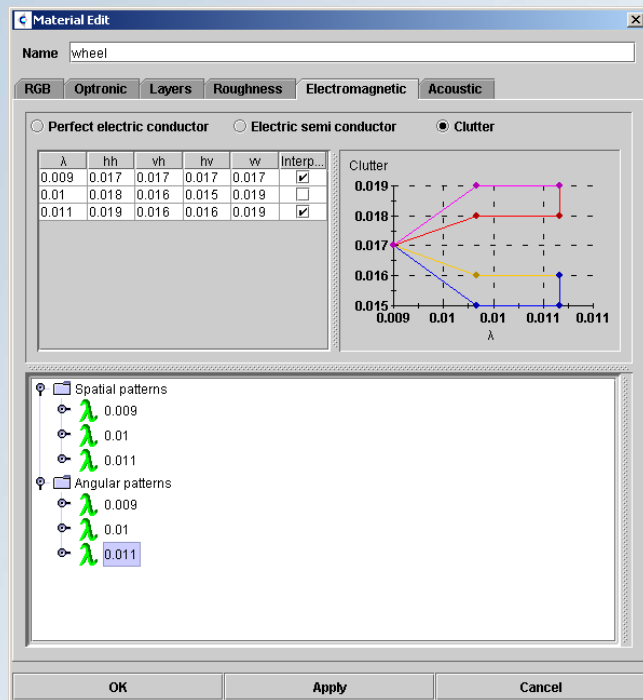 Material Edit
Name wheel
RGB Optronic Layers Roughness Electromagnetic Acoustic
Perfect electric conductor Electric semi conductor Clutter
λ hh vh hv vv Interp...
0.009 0.017 0.017 0.017 0.017
0.01 0.018 0.016 0.015 0.019
0.011 0.019 0.016 0.016 0.019
Clutter
0.019
0.018
0.017
0.016
0.015
0.009 0.01 0.01 0.011 0.011
λ
Spatial patterns
λ 0.009
λ 0.01
λ 0.011
Angular patterns
λ 0.009
λ 0.01
λ 0.011
OK Apply Cancel